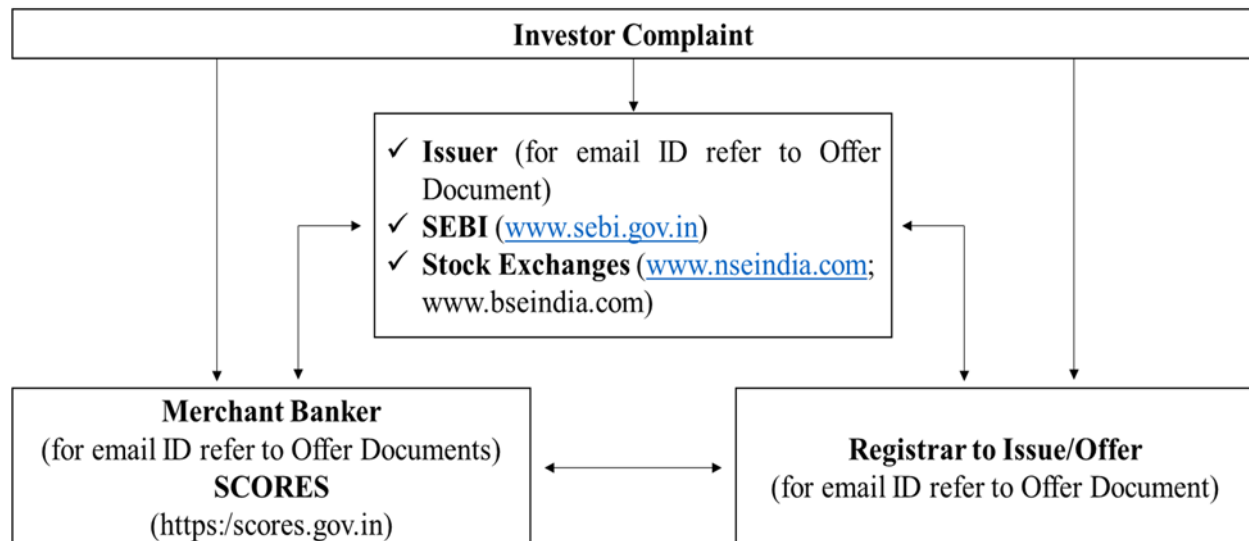 Investor Complaint
✓ Issuer (for email ID refer to Offer
Document)
✓ SEBI (www.sebi.gov.in)
✓ Stock Exchanges (www.nseindia.com;
www.bseindia.com)
Merchant Banker
(for email ID refer to Offer Documents)
SCORES
(https:/scores.gov.in)
Registrar to Issue/Offer
(for email ID refer to Offer Document)